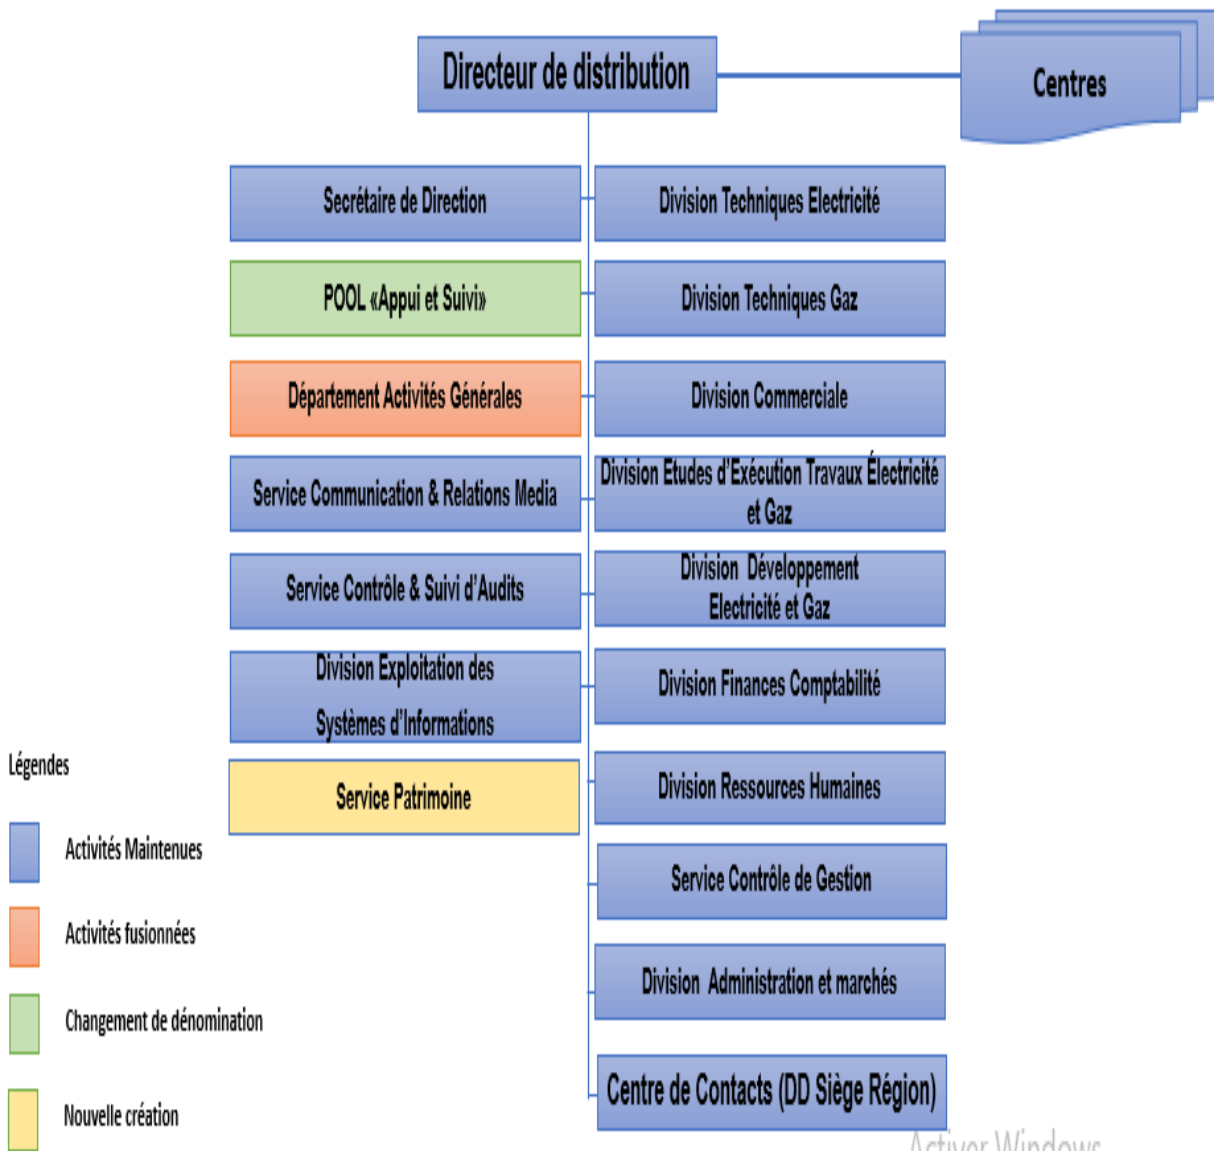 Directeur de distribution
Centres
Secrétaire de Direction
Division Techniques Electricité
POOL «Appui et Suivi»
Division Techniques Gaz
Département Activités Générales
Division Commerciale
Service Communication & Relations Media
Division Etudes d'Exécution Travaux Électricité
et Gaz
Service Contrôle & Suivi d'Audits
Division Développement
Electricité et Gaz
Division Exploitation des
Systèmes d'Informations
Division Finances Comptabilité
Service Patrimoine
Division Ressources Humaines
Service Contrôle de Gestion
Division Administration et marchés
Centre de Contacts (DD Siège Région)
Légendes
Activités Maintenues
Activités fusionnées
Changement de dénomination
Nouvelle création
Activer Windows